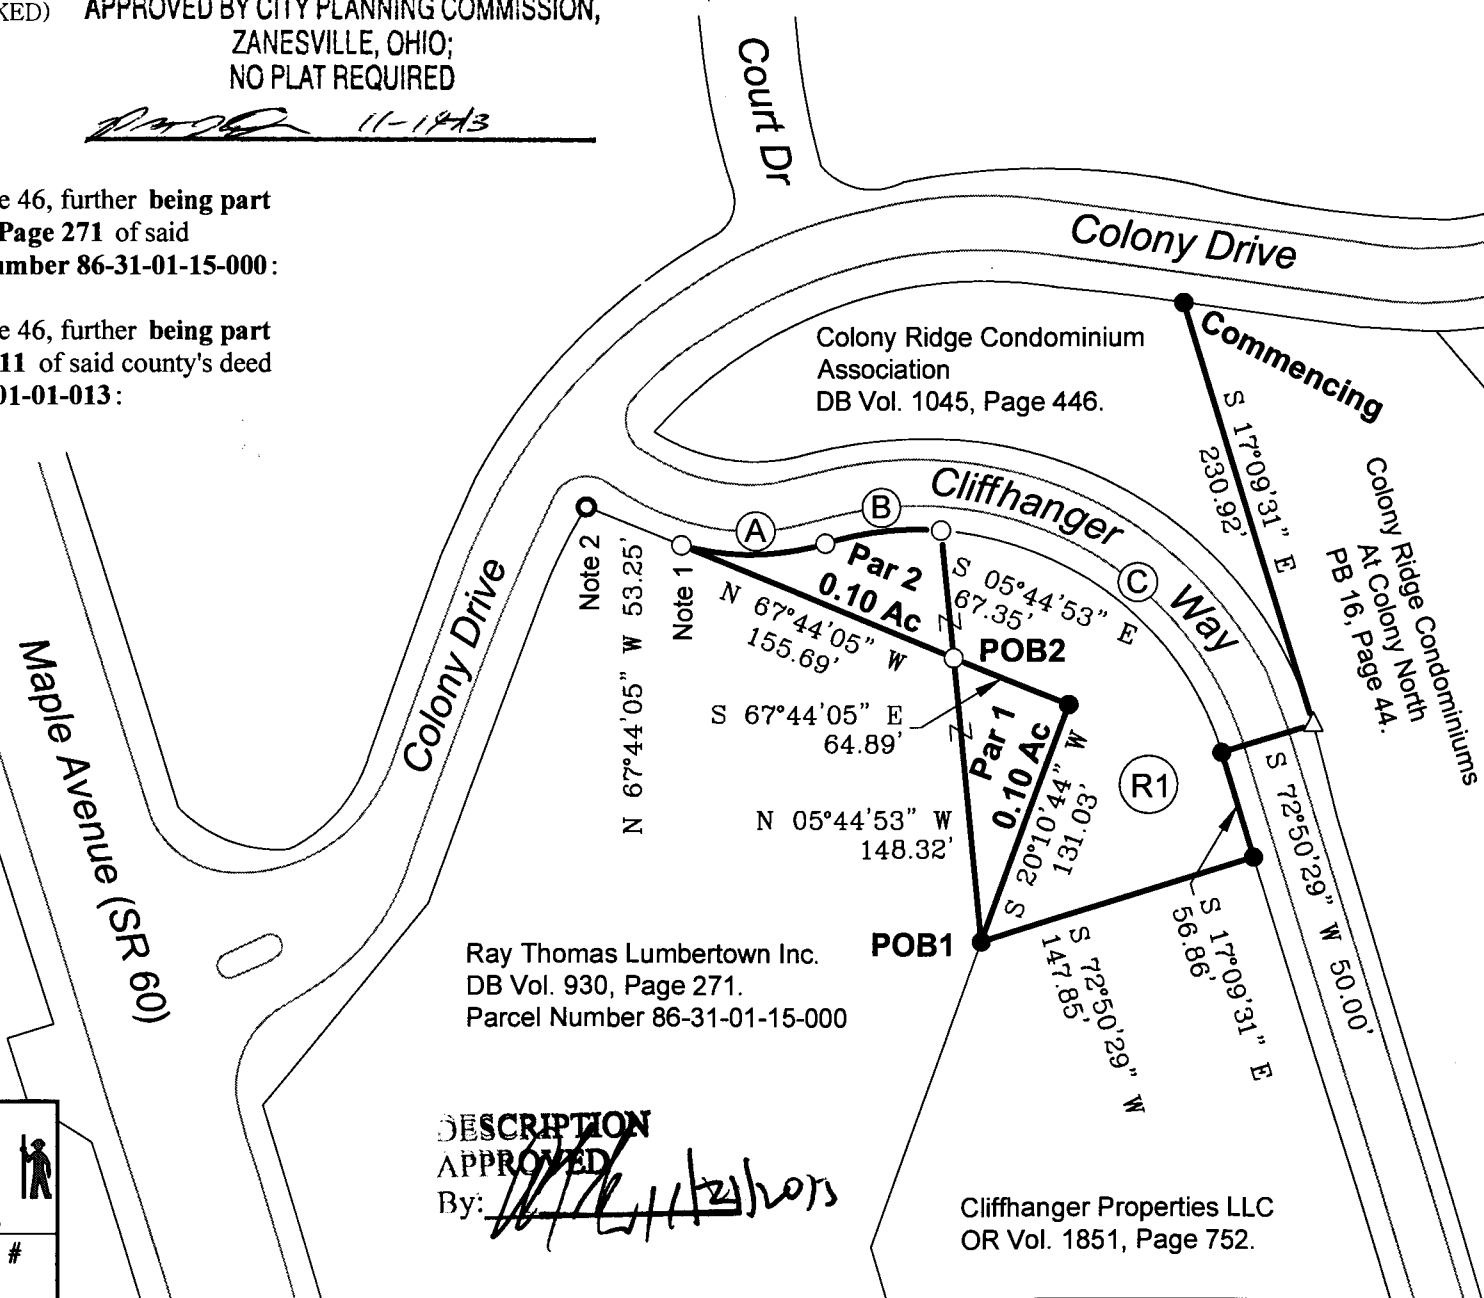 KED)
APPROVED BY CITY PLANNING COMMISSION,
ZANESVILLE, OHIO;
NO PLAT REQUIRED
11-14-13
e 46, further being part
Page 271 of said
umber 86-31-01-15-000:
e 46, further being part
11 of said county's deed
01-01-013:
Court Dr
Colony Drive
Commencing
Colony Ridge Condominium
Association
DB Vol. 1045, Page 446.
S 17°09'31" E
230.92'
Colony Ridge Condominiums
At Colony North
PB 16, Page 44.
Cliffhanger Way
A
B
C
Note 2
Note 1
N 67°44'05" W 53.25'
Par 2
0.10 Ac
N 67°44'05" W
155.69'
S 05°44'53" E
67.35'
POB2
S 67°44'05" E
64.89'
Par 1
0.10 Ac
S 20°10'44" W
131.03'
R1
N 05°44'53" W
148.32'
POB1
S 72°50'29" W 50.00'
S 17°09'31" E
56.86'
S 72°50'29" W
147.85'
Colony Drive
Maple Avenue (SR 60)
Ray Thomas Lumbertown Inc.
DB Vol. 930, Page 271.
Parcel Number 86-31-01-15-000
DESCRIPTION
APPROVED
By: 11/21/2013
Cliffhanger Properties LLC
OR Vol. 1851, Page 752.
#